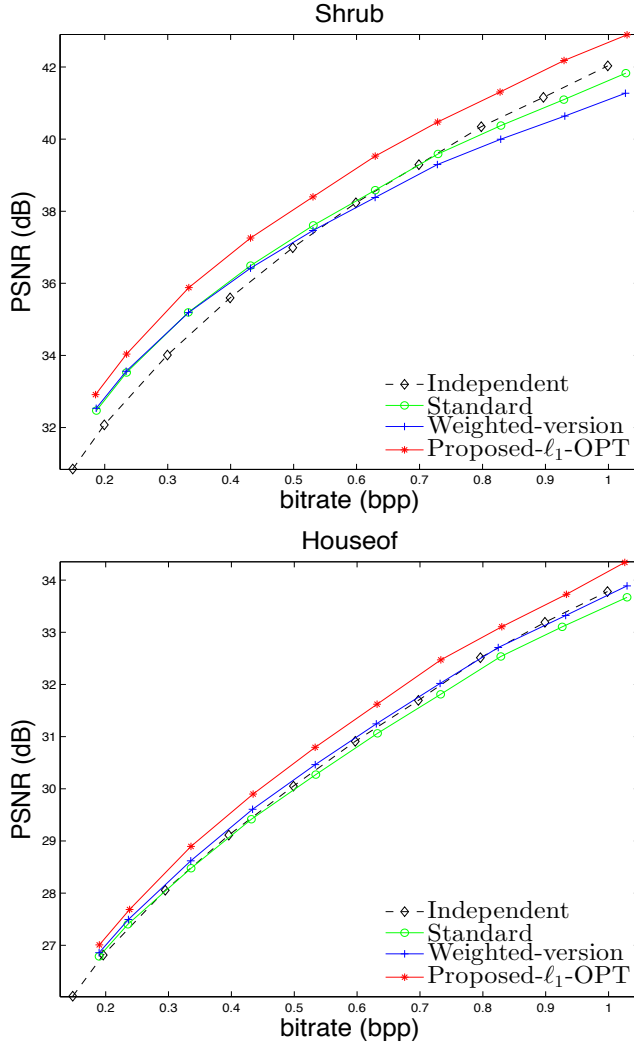 Shrub
42
40
38
36
34
32
PSNR (dB)
Independent
Standard
Weighted-version
Proposed-ℓ₁-OPT
0.2 0.3 0.4 0.5 0.6 0.7 0.8 0.9 1
bitrate (bpp)
Houseof
34
33
32
31
30
29
28
27
PSNR (dB)
Independent
Standard
Weighted-version
Proposed-ℓ₁-OPT
0.2 0.3 0.4 0.5 0.6 0.7 0.8 0.9 1
bitrate (bpp)